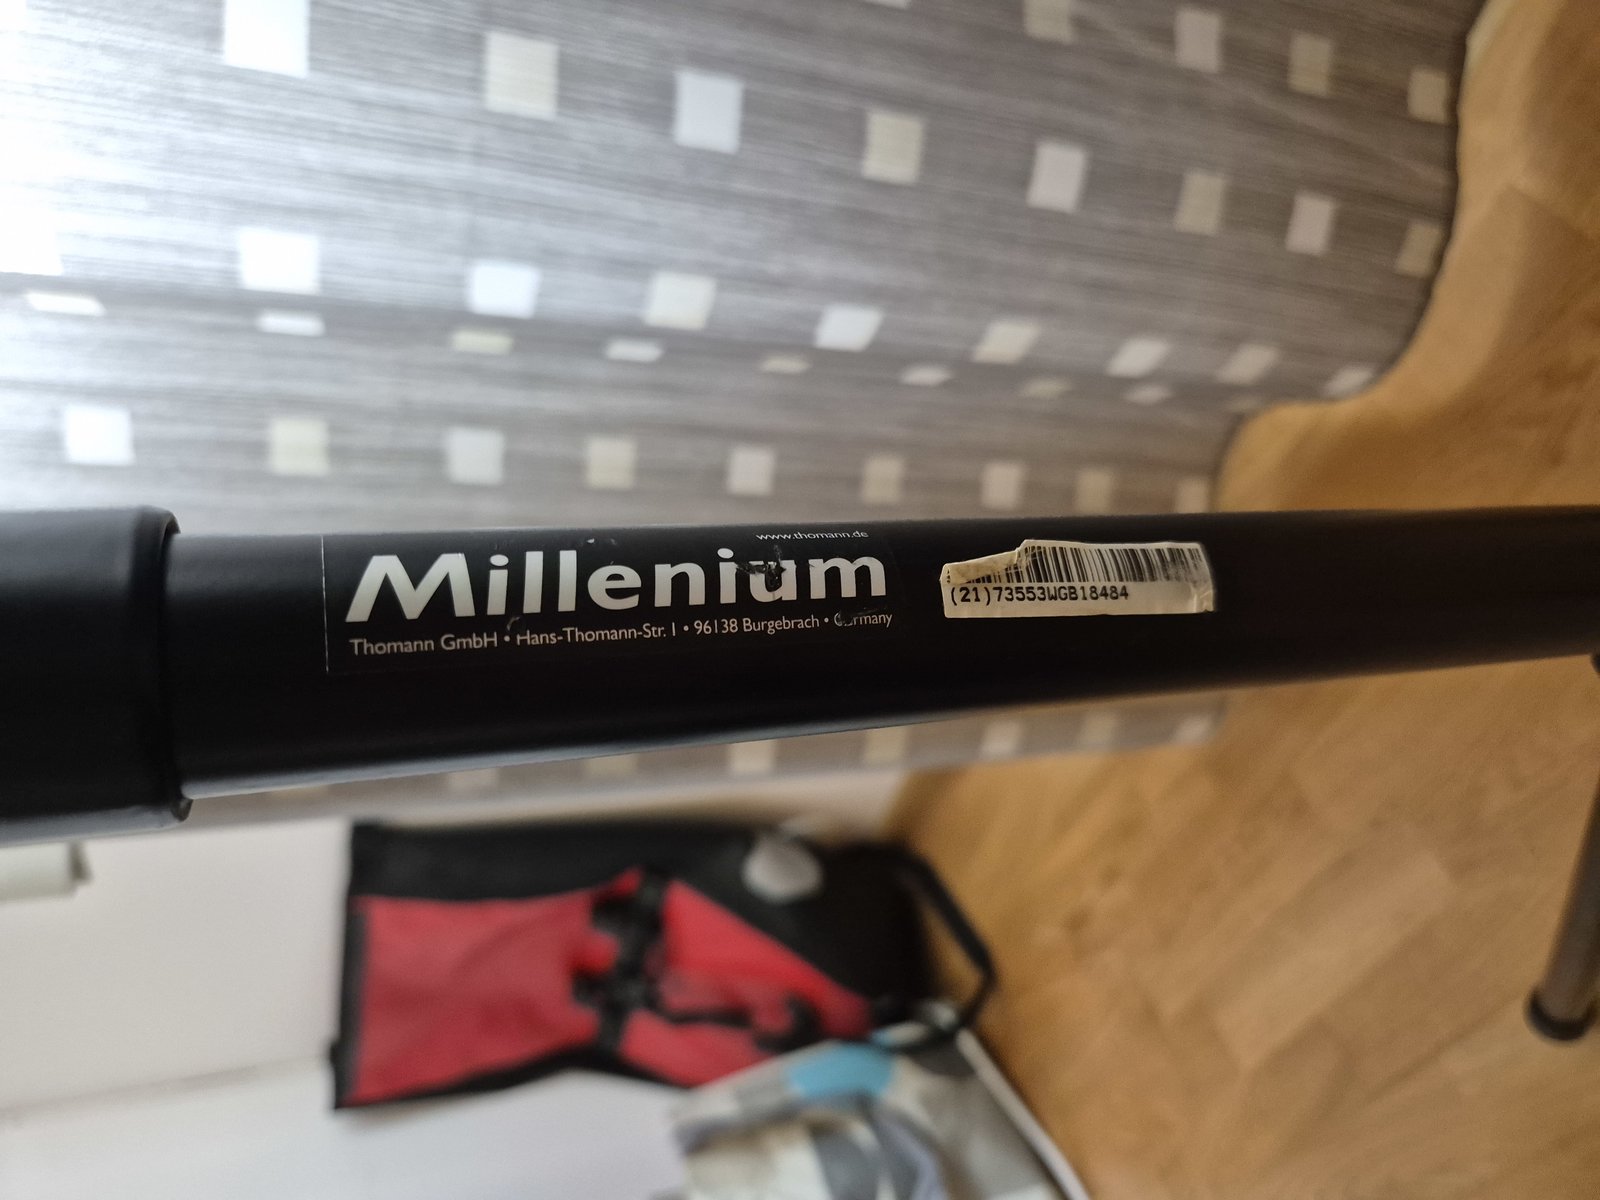 www.thomann.de
Millenium
Thomann GmbH • Hans-Thomann-Str. 1 • 96138 Burgebrach • Germany
(21)73553WGB18484